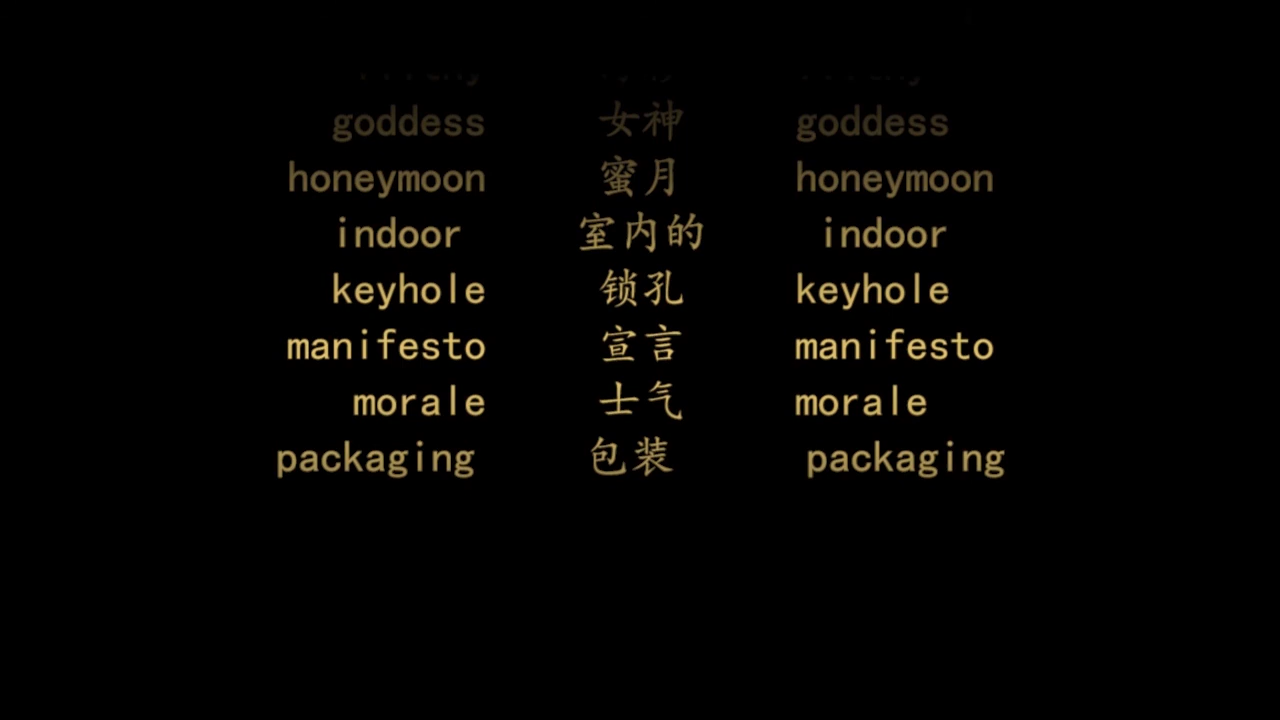 goddess 女神 goddess
honeymoon 蜜月 honeymoon
indoor 室内的 indoor
keyhole 锁孔 keyhole
manifesto 宣言 manifesto
morale 士气 morale
packaging 包装 packaging